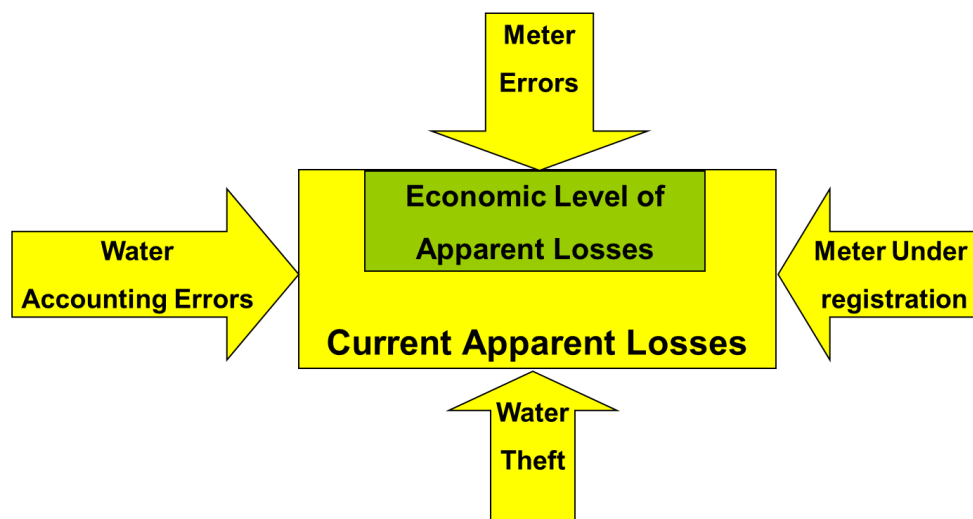 Meter
Errors
Economic Level of
Apparent Losses
Water
Accounting Errors
Meter Under
registration
Current Apparent Losses
Water
Theft